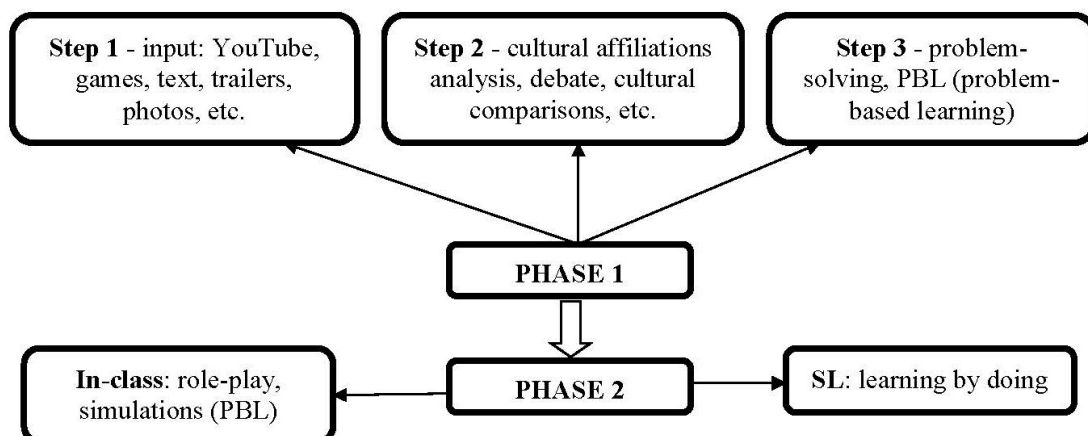 Step 1 - input: YouTube,
games, text, trailers,
photos, etc.
Step 2 - cultural affiliations
analysis, debate, cultural
comparisons, etc.
Step 3 - problem-
solving, PBL (problem-
based learning)
PHASE 1
In-class: role-play,
simulations (PBL)
PHASE 2
SL: learning by doing